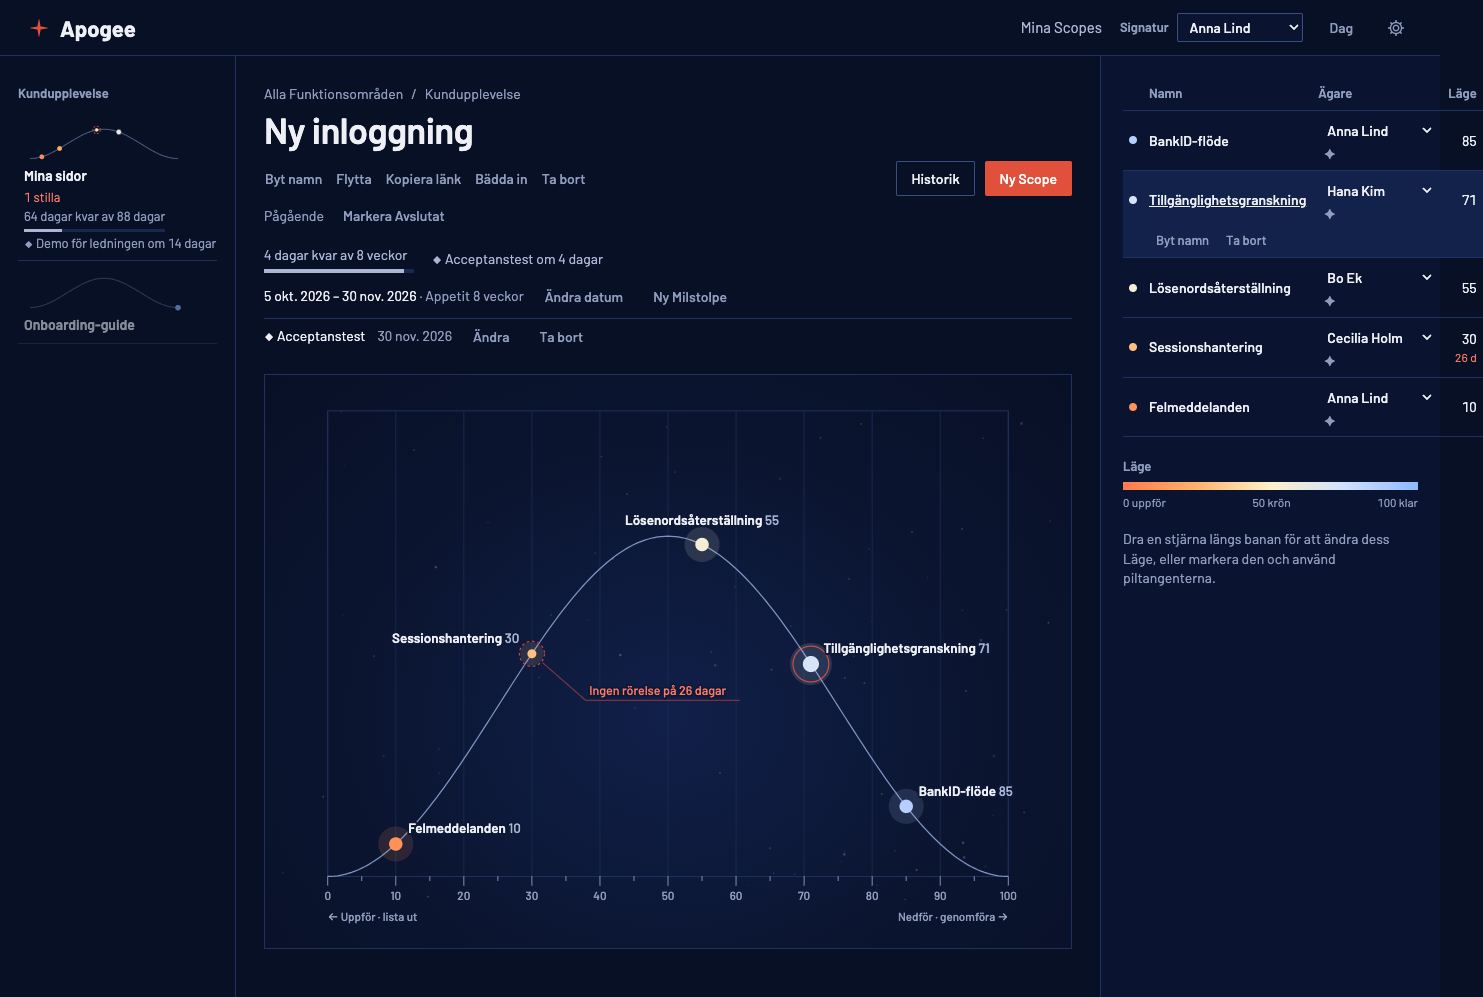 Apogee
Mina Scopes
Signatur
Anna Lind
Dag
Kundupplevelse
Mina sidor
1 stilla
64 dagar kvar av 88 dagar
◆ Demo för ledningen om 14 dagar
Onboarding-guide
Alla Funktionsområden / Kundupplevelse
Ny inloggning
Byt namn Flytta Kopiera länk Bädda in Ta bort
Historik
Ny Scope
Pågående Markera Avslutat
4 dagar kvar av 8 veckor
◆ Acceptanstest om 4 dagar
5 okt. 2026 – 30 nov. 2026 · Appetit 8 veckor Ändra datum Ny Milstolpe
◆ Acceptanstest 30 nov. 2026 Ändra Ta bort
Lösenordsåterställning 55
Sessionshantering 30
Tillgänglighetsgranskning 71
Ingen rörelse på 26 dagar
BankID-flöde 85
Felmeddelanden 10
0 10 20 30 40 50 60 70 80 90 100
← Uppför · lista ut
Nedför · genomföra →
Namn Ägare Läge
BankID-flöde Anna Lind 85
Tillgänglighetsgranskning Hana Kim 71
Byt namn Ta bort
Lösenordsåterställning Bo Ek 55
Sessionshantering Cecilia Holm 30
26 d
Felmeddelanden Anna Lind 10
Läge
0 uppför 50 krön 100 klar
Dra en stjärna längs banan för att ändra dess
Läge, eller markera den och använd
piltangenterna.